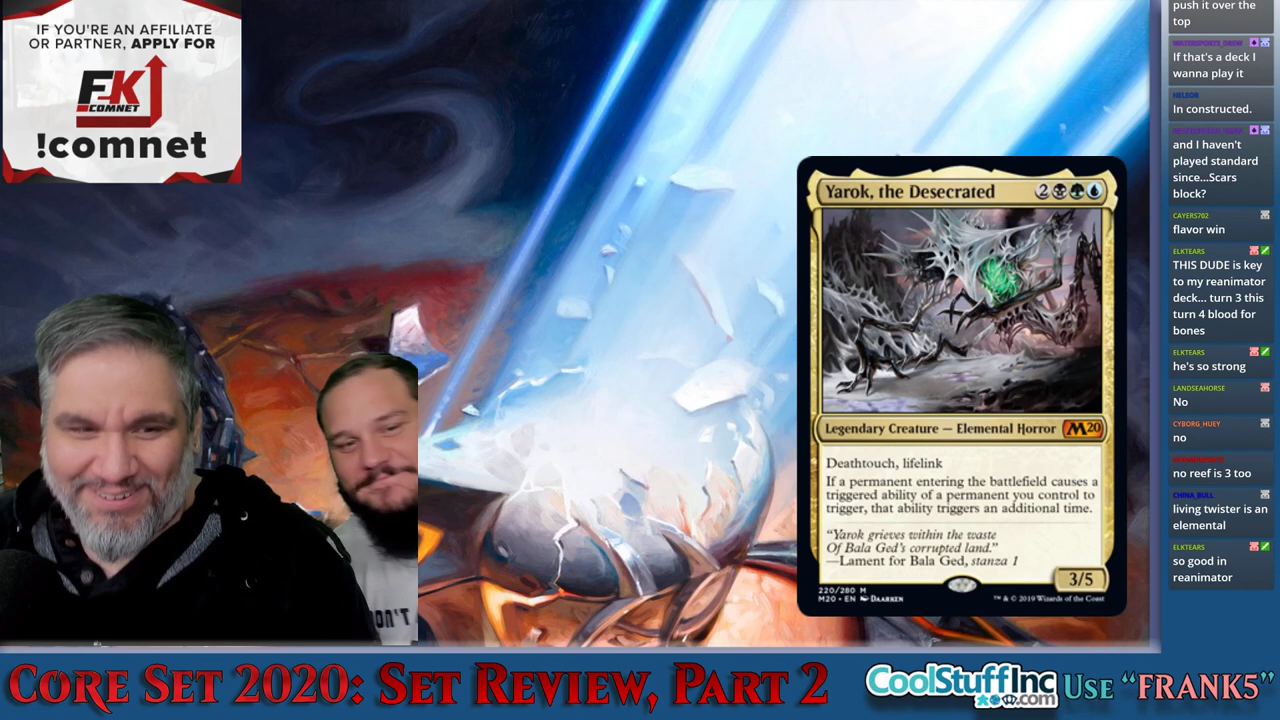 IF YOU'RE AN AFFILIATE
OR PARTNER, APPLY FOR
F2K
!COMNET
!comnet
Yarok, the Desecrated
2
Legendary Creature — Elemental Horror
M20
Deathtouch, lifelink
If a permanent entering the battlefield causes a
triggered ability of a permanent you control to
trigger, that ability triggers an additional time.
"Yarok grieves within the waste
Of Bala Ged's corrupted land."
—Lament for Bala Ged, stanza 1
3/5
220/280 M
M20 • EN DAARKEN
™ & © 2019 Wizards of the Coast
ON'T
push it over the
top
If that's a deck I
wanna play it
HELEOR
In constructed.
and I haven't
played standard
since...Scars
block?
CAYERS702
flavor win
ELKTEARS
THIS DUDE is key
to my reanimator
deck... turn 3 this
turn 4 blood for
bones
ELKTEARS
he's so strong
LANDSEAHORSE
No
CYBORG_HUEY
no
no reef is 3 too
CHINA_BULL
living twister is an
elemental
ELKTEARS
so good in
reanimator
CORE SET 2020: SET REVIEW, PART 2
CoolStuffInc
.com
USE "FRANK5"